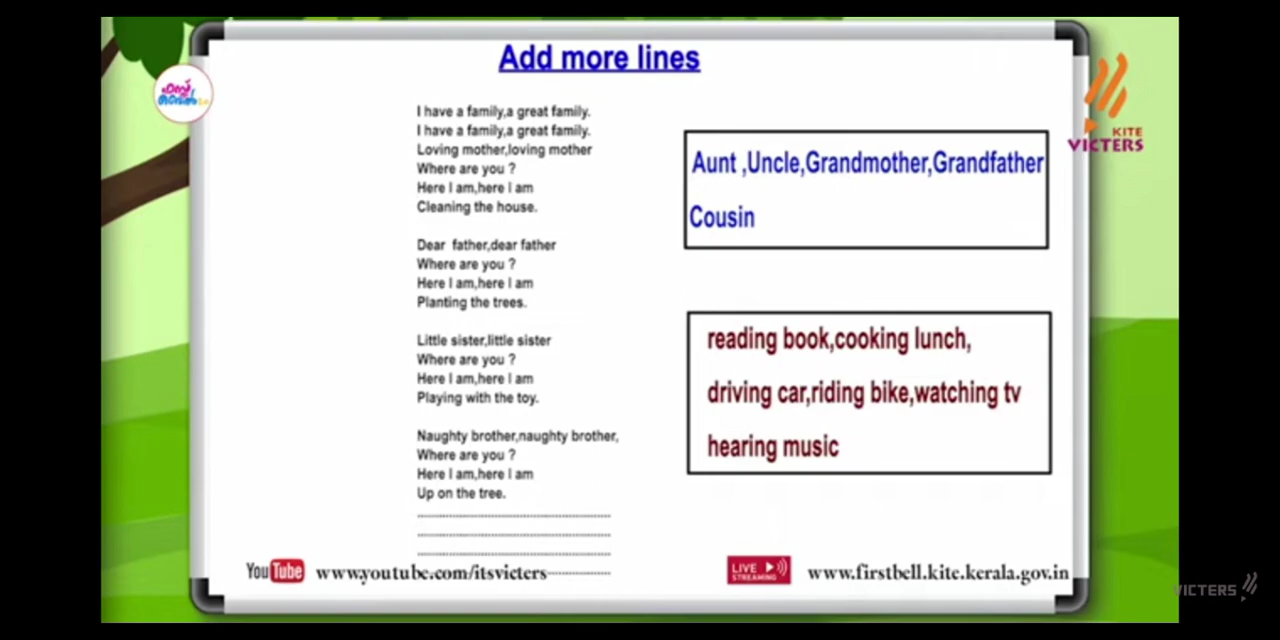 Add more lines
ഫസ്റ്റ്
KITE
VICTERS
I have a family,a great family.
I have a family,a great family.
Loving mother,loving mother
Where are you ?
Here I am,here I am
Cleaning the house.
Dear father,dear father
Where are you ?
Here I am,here I am
Planting the trees.
Little sister,little sister
Where are you ?
Here I am,here I am
Playing with the toy.
Naughty brother,naughty brother,
Where are you ?
Here I am,here I am
Up on the tree.
Aunt ,Uncle,Grandmother,Grandfather
Cousin
reading book,cooking lunch,
driving car,riding bike,watching tv
hearing music
YouTube www.youtube.com/itsvicters
LIVE
STREAMING
www.firstbell.kite.kerala.gov.in
VICTERS